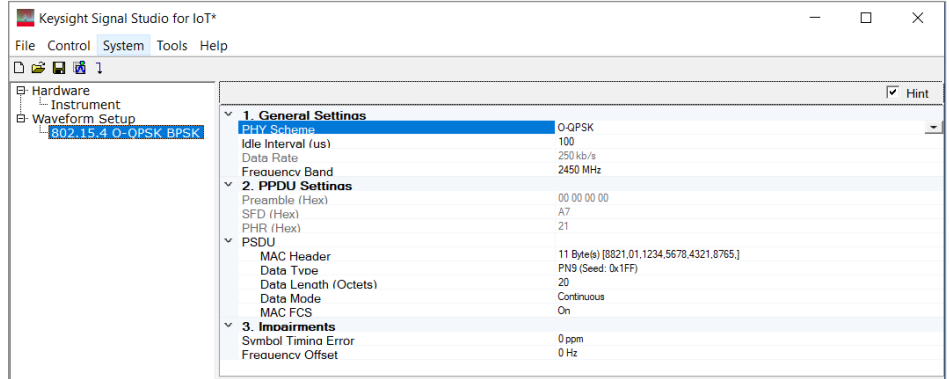 Keysight Signal Studio for IoT*
File Control System Tools Help
Hardware
Instrument
Waveform Setup
802.15.4 O-QPSK BPSK
Hint
1. General Settings
PHY Scheme O-QPSK
Idle Interval (us) 100
Data Rate 250 kb/s
Frequency Band 2450 MHz
2. PPDU Settings
Preamble (Hex) 00 00 00 00
SFD (Hex) A7
PHR (Hex) 21
PSDU
MAC Header 11 Byte(s) [8821,01,1234,5678,4321,8765,]
Data Type PN9 (Seed: 0x1FF)
Data Length (Octets) 20
Data Mode Continuous
MAC FCS On
3. Impairments
Symbol Timing Error 0 ppm
Frequency Offset 0 Hz